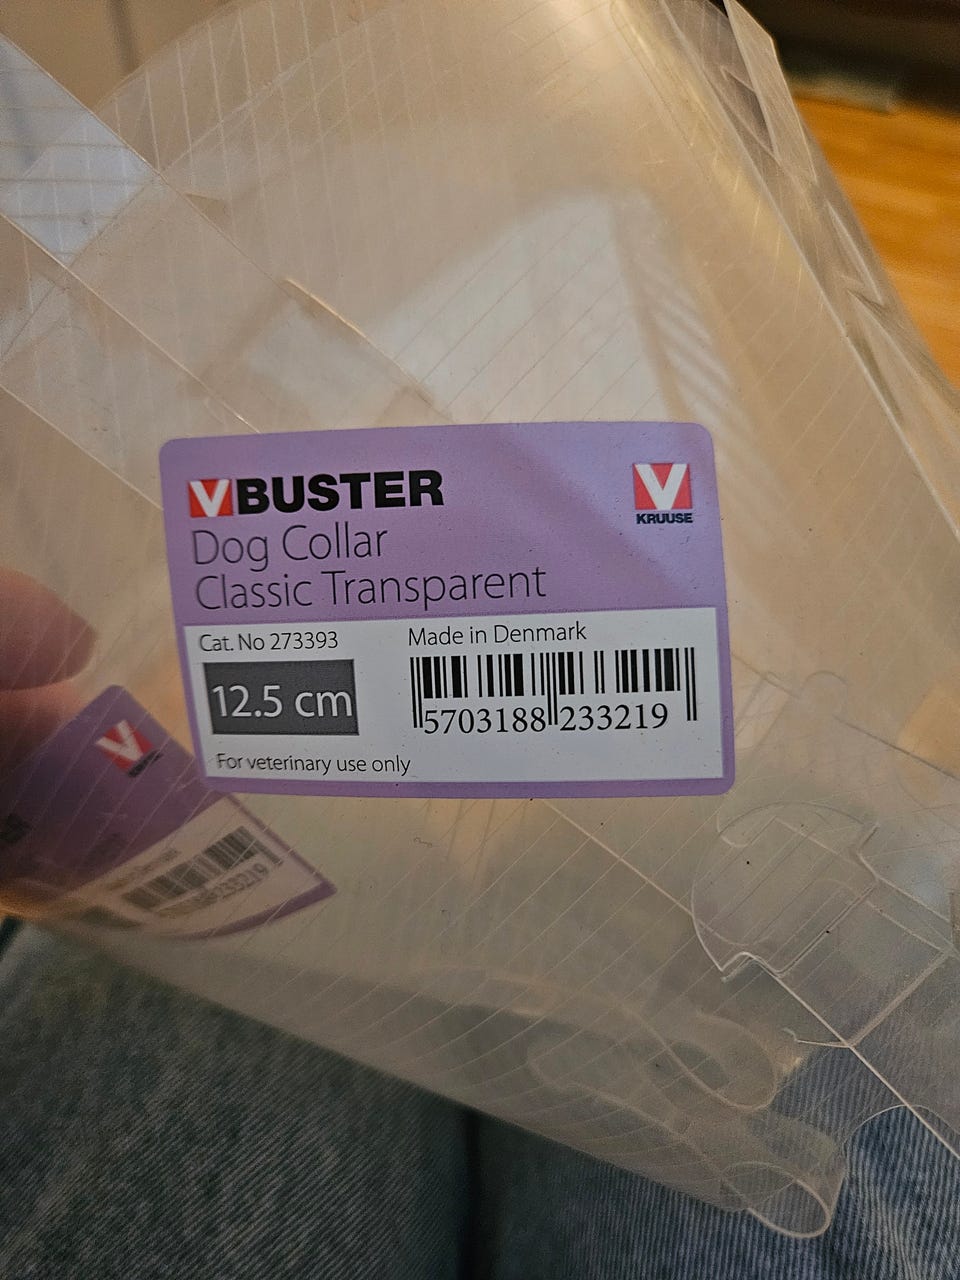 VBUSTER
KRUUSE
Dog Collar
Classic Transparent
Cat. No 273393
Made in Denmark
12.5 cm
5703188 233219
For veterinary use only